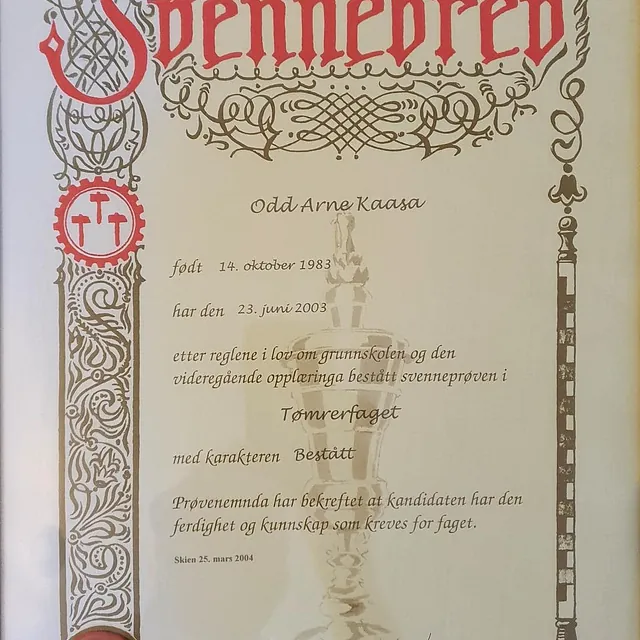 Svennebrev
Odd Arne Kaasa
født 14. oktober 1983
har den 23. juni 2003
etter reglene i lov om grunnskolen og den
videregående opplæringa bestått svenneprøven i
Tømrerfaget
med karakteren Bestått
Prøvenemnda har bekreftet at kandidaten har den
ferdighet og kunnskap som kreves for faget.
Skien 25. mars 2004